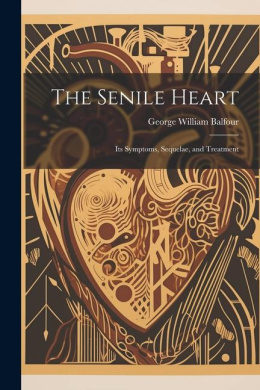 The Senile Heart
George William Balfour
Its Symptoms, Sequelae, and Treatment